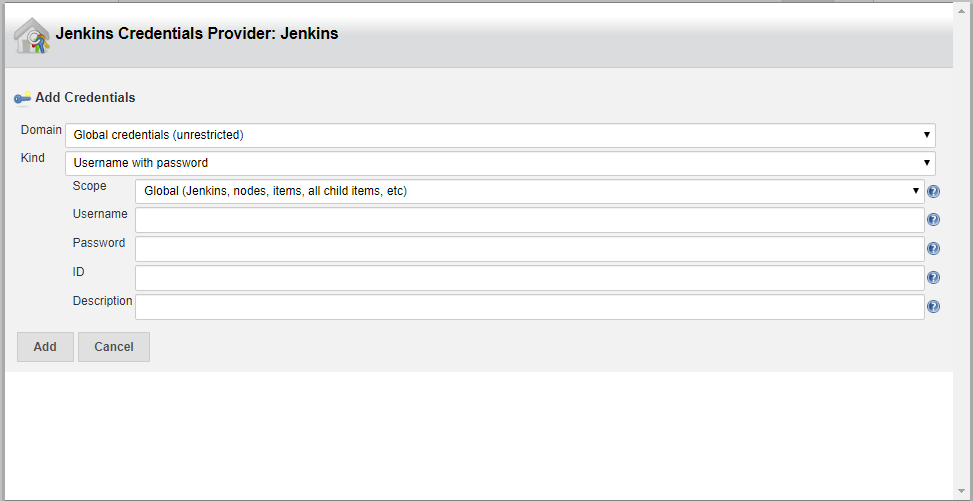 Jenkins Credentials Provider: Jenkins
Add Credentials
Domain Global credentials (unrestricted)
Kind Username with password
Scope Global (Jenkins, nodes, items, all child items, etc)
Username
Password
ID
Description
Add Cancel